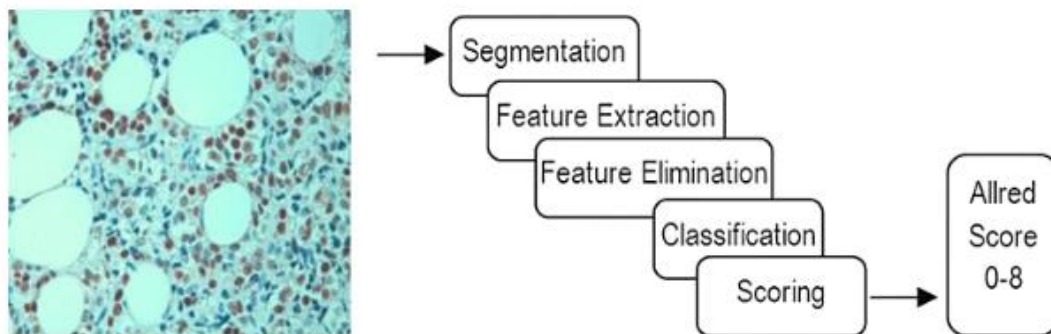 Segmentation
Feature Extraction
Feature Elimination
Classification
Scoring
Allred
Score
0-8